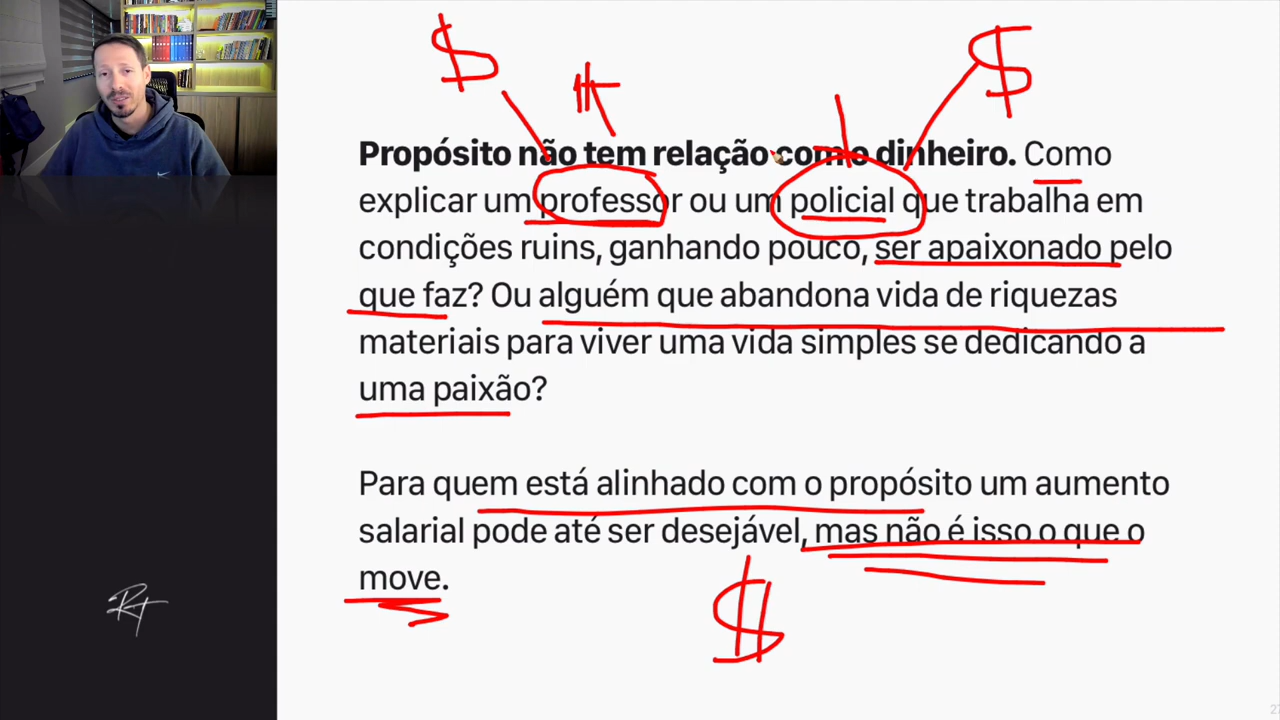 $ $
Propósito não tem relação com o dinheiro. Como
explicar um professor ou um policial que trabalha em
condições ruins, ganhando pouco, ser apaixonado pelo
que faz? Ou alguém que abandona vida de riquezas
materiais para viver uma vida simples se dedicando a
uma paixão?
Para quem está alinhado com o propósito um aumento
salarial pode até ser desejável, mas não é isso o que o
move.
RT
$
27